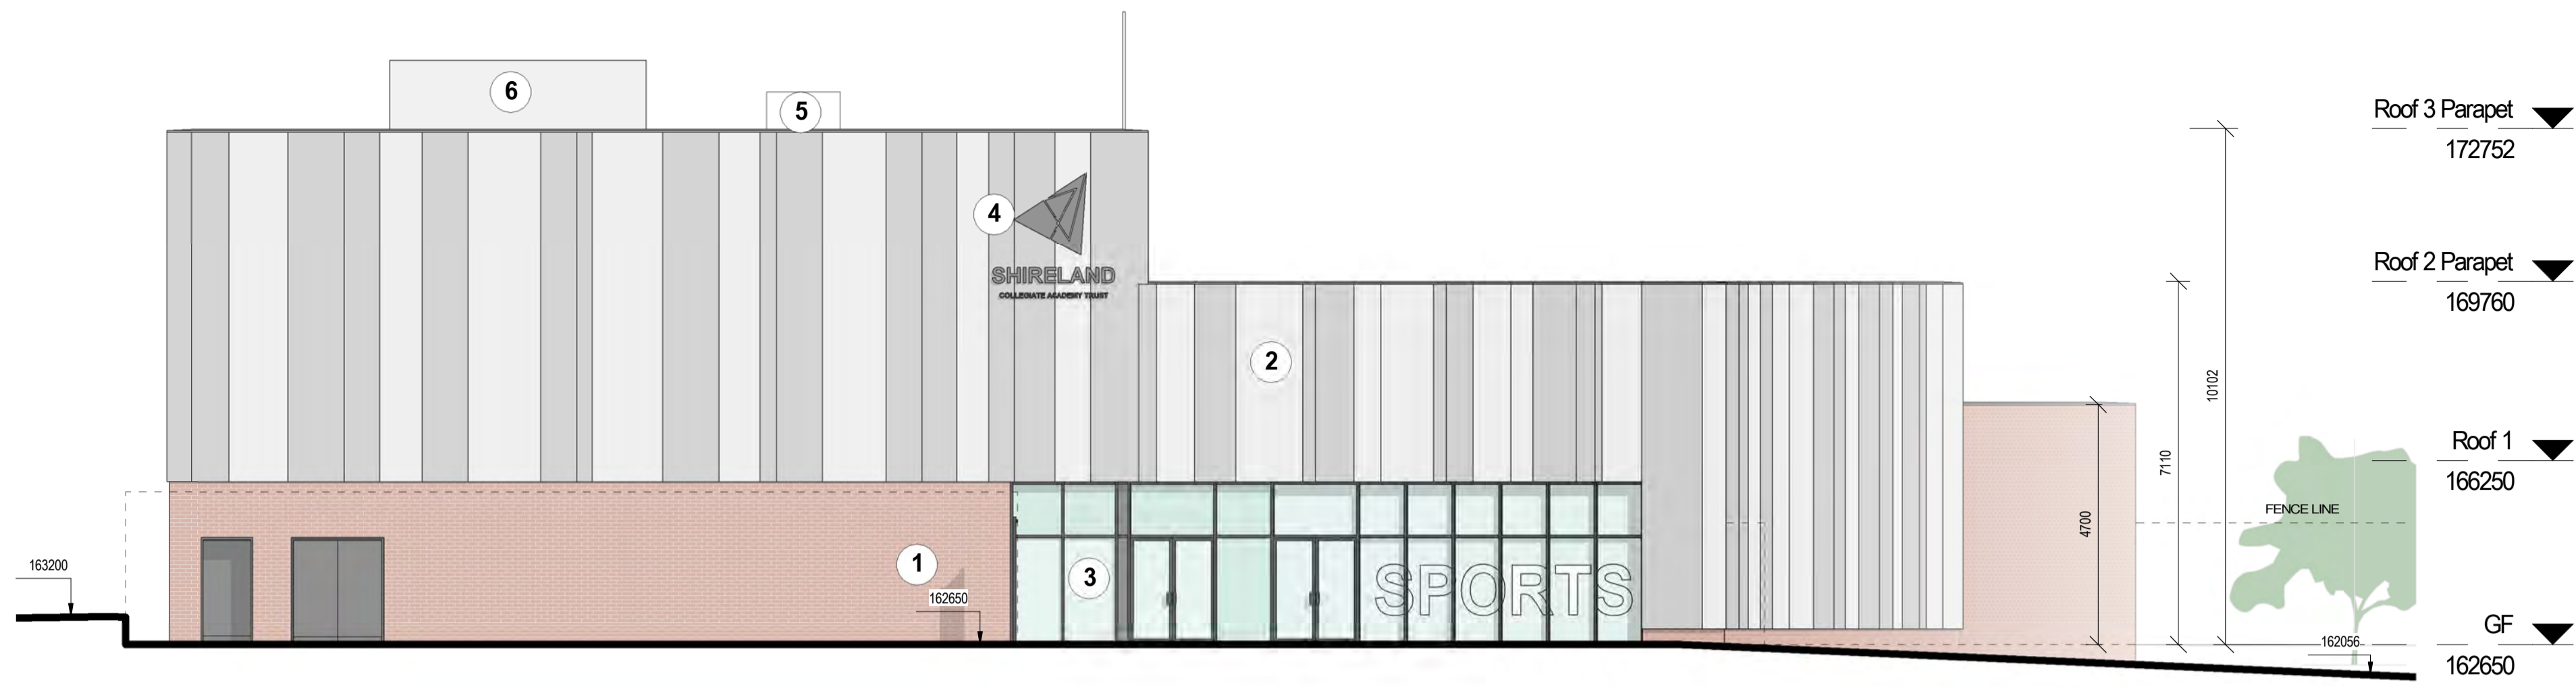 6
5
4
SHIRELAND
COLLEGIATE ACADEMY TRUST
2
1
3
SPORTS
163200
162650
162056
FENCE LINE
4700
7110
10102
Roof 3 Parapet
172752
Roof 2 Parapet
169760
Roof 1
166250
GF
162650